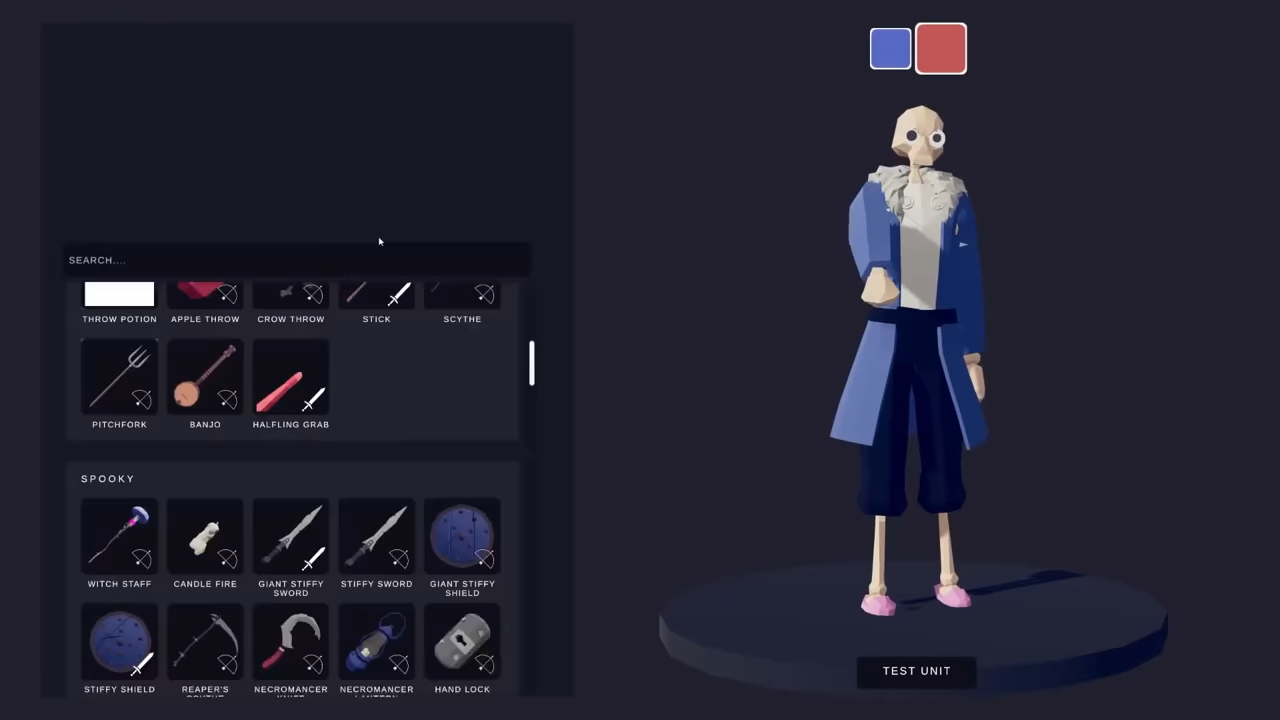 SEARCH....
THROW POTION APPLE THROW CROW THROW STICK SCYTHE
PITCHFORK BANJO HALFLING GRAB
SPOOKY
WITCH STAFF CANDLE FIRE GIANT STIFFY SWORD STIFFY SWORD GIANT STIFFY SHIELD
STIFFY SHIELD REAPER'S NECROMANCER NECROMANCER HAND LOCK
TEST UNIT